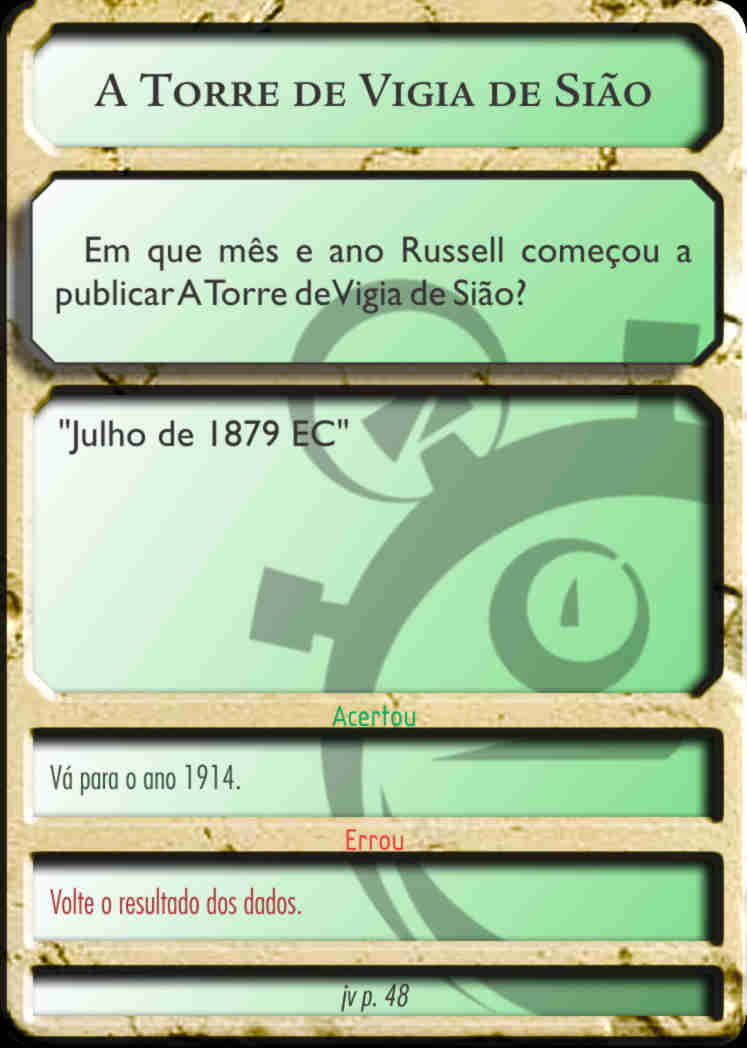 A Torre de Vigia de Sião
Em que mês e ano Russell começou a
publicar A Torre de Vigia de Sião?
"Julho de 1879 EC"
Acertou
Vá para o ano 1914.
Errou
Volte o resultado dos dados.
jv p. 48